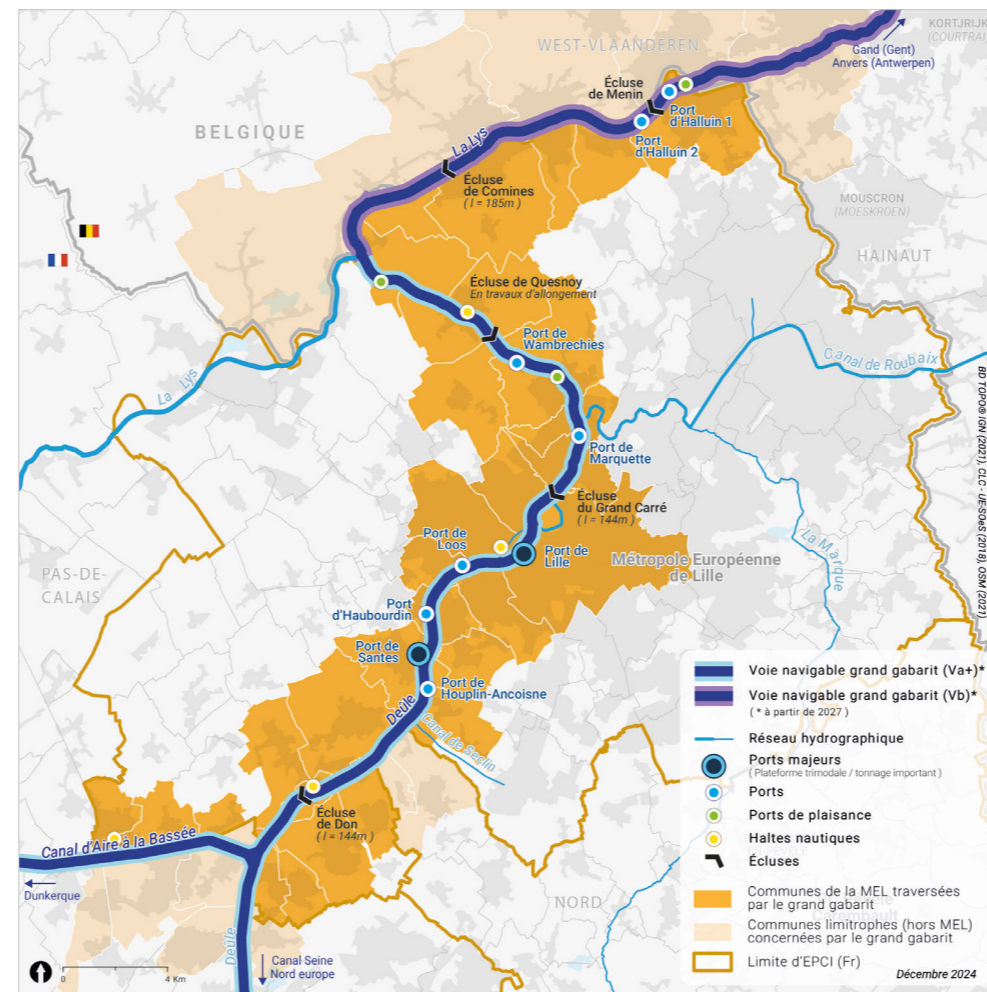 KORTJRIJK
(COURTRAI)
WEST-VLAANDEREN
Gand (Gent)
Anvers (Antwerpen)
Écluse
de Menin
Port
d'Halluin 1
Port
d'Halluin 2
BELGIQUE
La Lys
Écluse
de Comines
( l = 185m )
MOUSCRON
(MOESKROEN)
HAINAUT
Écluse de Quesnoy
En travaux d'allongement
Port de
Wambrechies
La Lys
Canal de Roubaix
Port de
Marquette
Écluse
du Grand Carré
( l = 144m )
Port de
Loos
Port de
Lille
Métropole Européenne
de Lille
La Marque
PAS-DE-
CALAIS
Port
d'Haubourdin
Port de
Santes
Port de
Houplin-Ancoisne
Deûle
Canal de Seclin
Écluse
de Don
( l = 144m )
Canal d'Aire à la Bassée
Dunkerque
NORD
Deûle
Canal Seine
Nord europe
0
4 Km
BD TOPO® IGN (2021), CLC - UE-SOeS (2018), OSM (2021)
Voie navigable grand gabarit (Va+)*
Voie navigable grand gabarit (Vb)*
( * à partir de 2027 )
Réseau hydrographique
Ports majeurs
( Plateforme trimodale / tonnage important )
Ports
Ports de plaisance
Haltes nautiques
Écluses
Communes de la MEL traversées
par le grand gabarit
Communes limitrophes (hors MEL)
concernées par le grand gabarit
Limite d'EPCI (Fr)
Décembre 2024